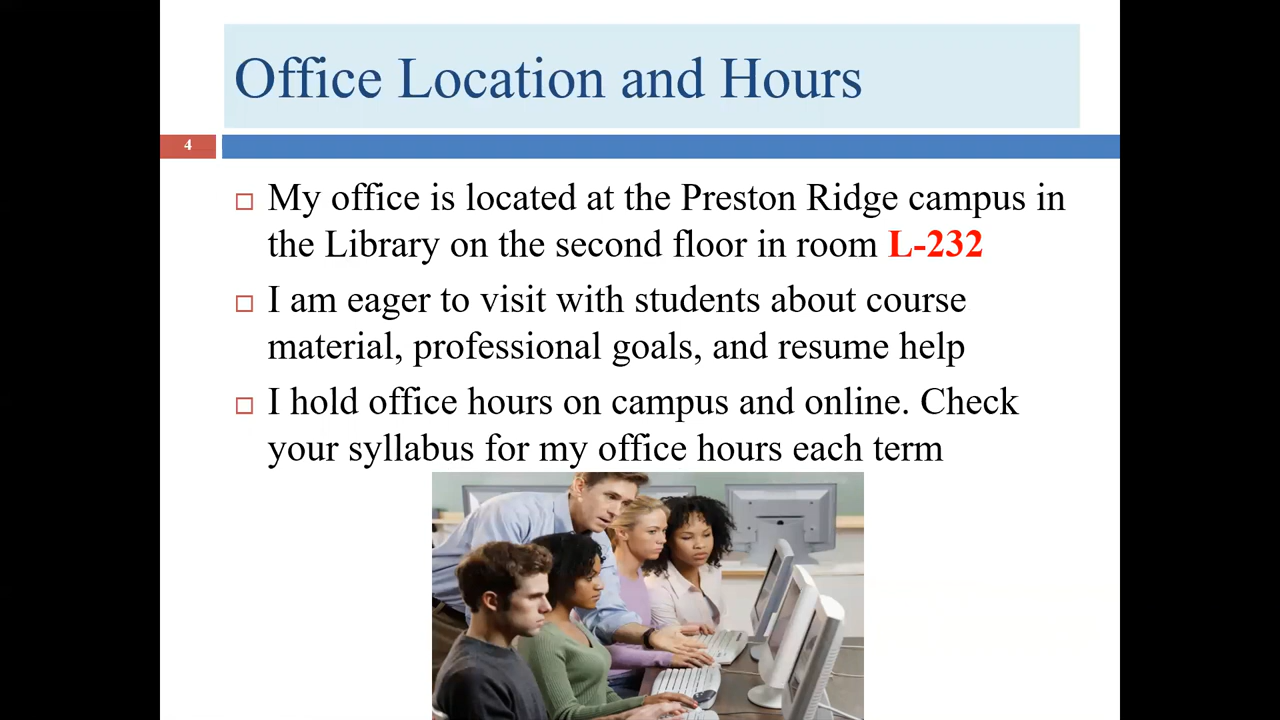 Office Location and Hours
4
My office is located at the Preston Ridge campus in
the Library on the second floor in room L-232
I am eager to visit with students about course
material, professional goals, and resume help
I hold office hours on campus and online. Check
your syllabus for my office hours each term